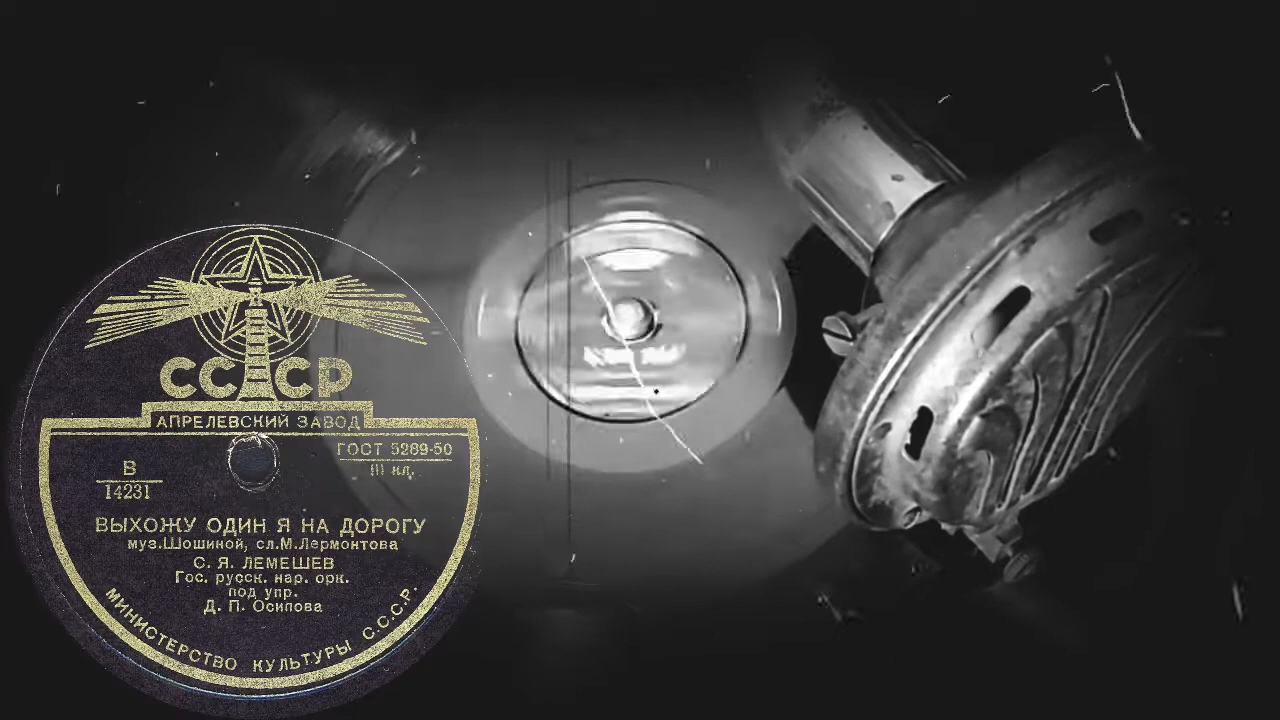 СССР
АПРЕЛЕВСКИЙ ЗАВОД
ГОСТ 5289-50
III кл.
В
14231
ВЫХОЖУ ОДИН Я НА ДОРОГУ
муз.Шошиной, сл.М.Лермонтова
С. Я. ЛЕМЕШЕВ
Гос. русск. нар. орк.
под упр.
Д. П. Осипова
МИНИСТЕРСТВО КУЛЬТУРЫ С.С.С.Р.